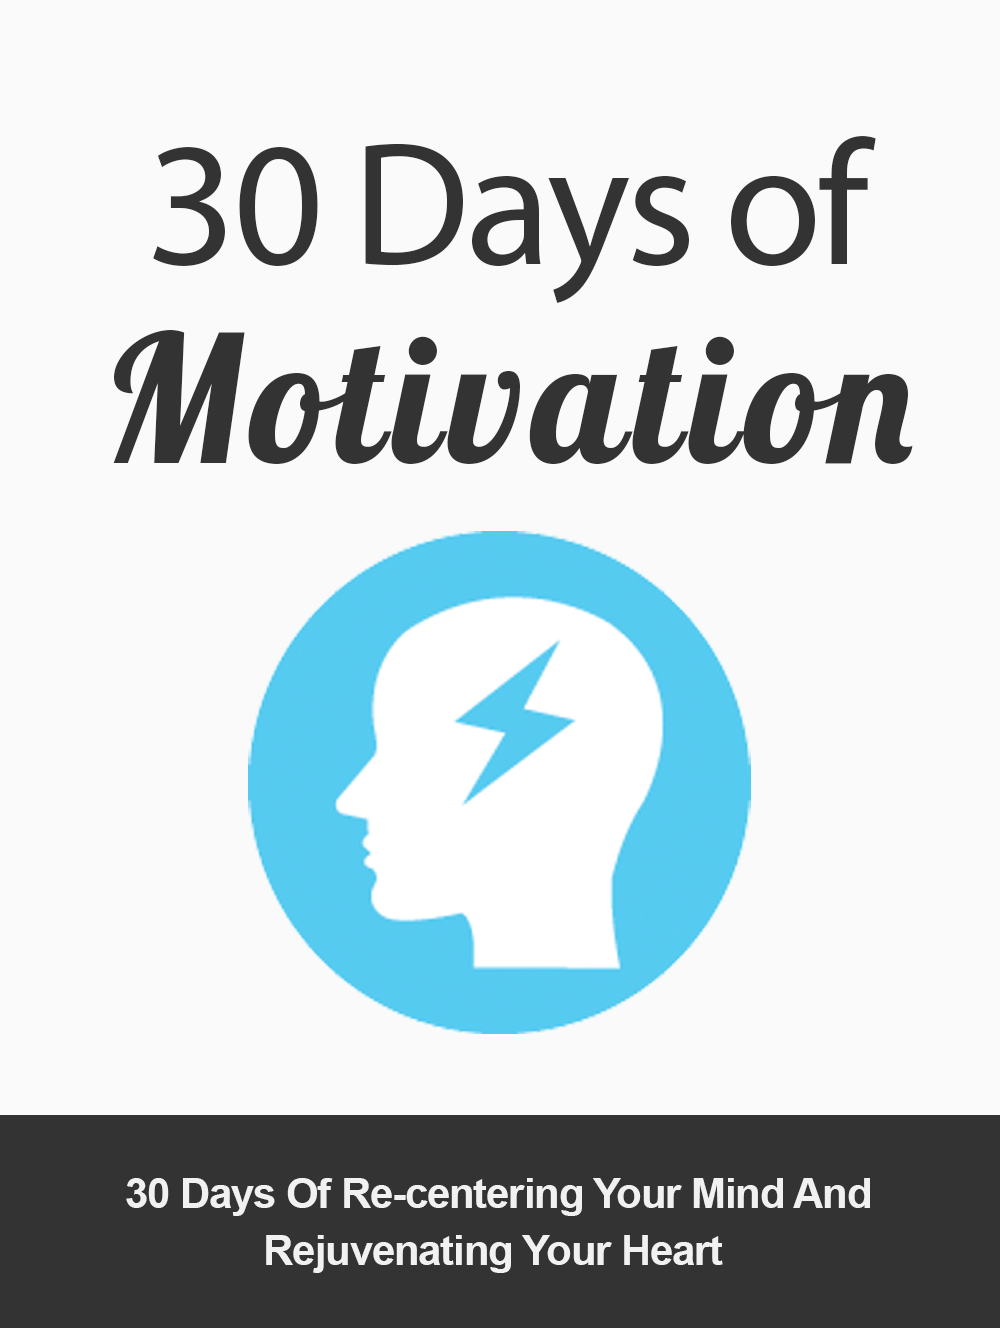 30 Days of
Motivation
30 Days Of Re-centering Your Mind And
Rejuvenating Your Heart